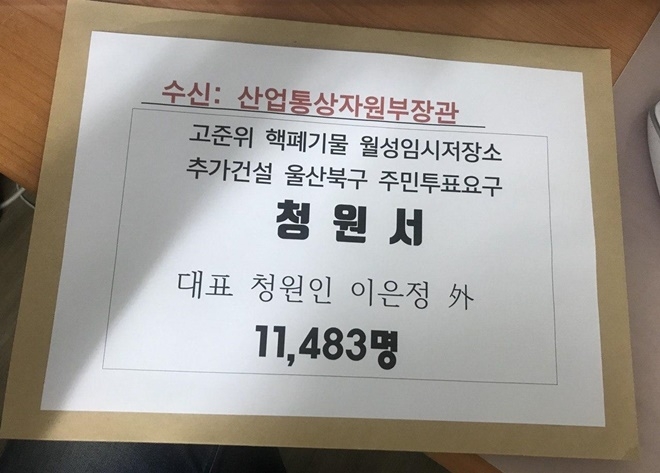 수신: 산업통상자원부장관
고준위 핵폐기물 월성임시저장소
추가건설 울산북구 주민투표요구
청원서
대표 청원인 이은정 外
11,483명